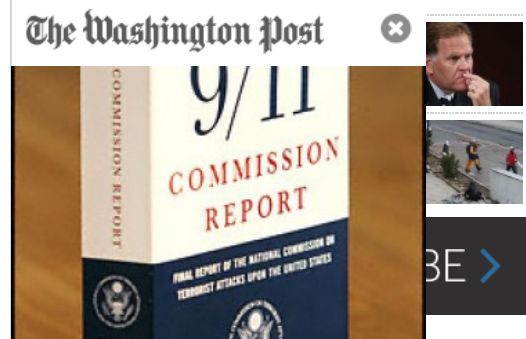 The Washington Post
COMMISSION REPORT
9/11
COMMISSION
REPORT
FINAL REPORT OF THE NATIONAL COMMISSION ON
TERRORIST ATTACKS UPON THE UNITED STATES
BE